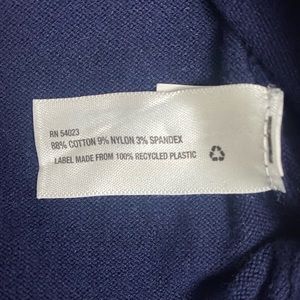 RN 54023
88% COTTON 9% NYLON 3% SPANDEX
LABEL MADE FROM 100% RECYCLED PLASTIC